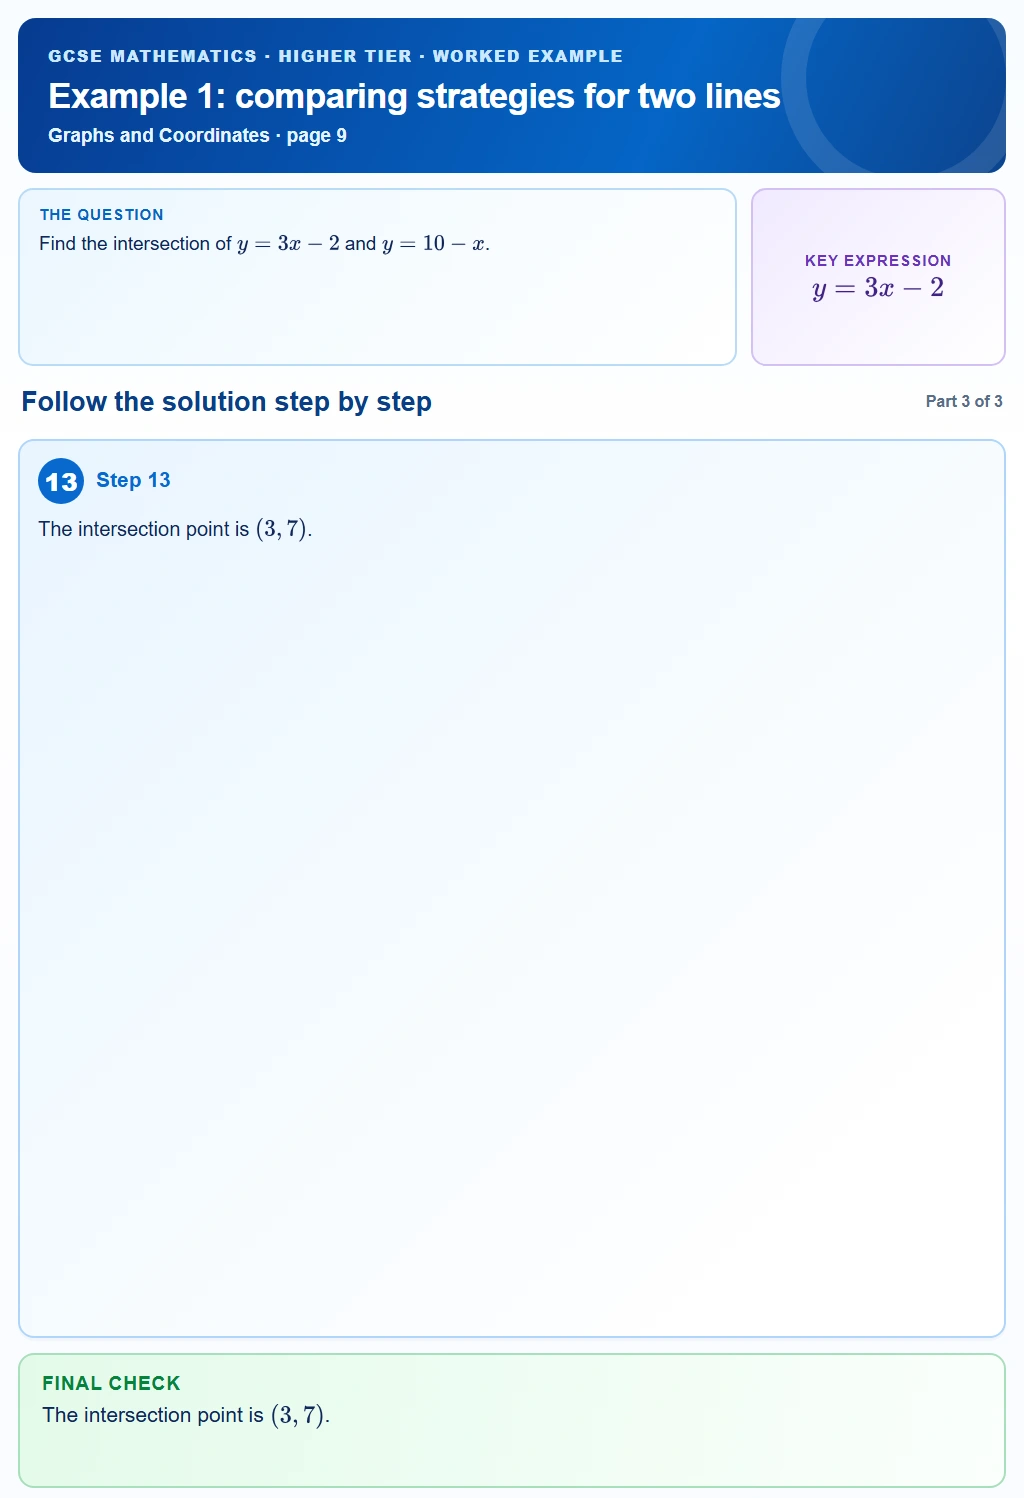 GCSE MATHEMATICS · HIGHER TIER · WORKED EXAMPLE
Example 1: comparing strategies for two lines
Graphs and Coordinates · page 9
THE QUESTION
Find the intersection of y = 3x − 2 and y = 10 − x.
KEY EXPRESSION
y = 3x − 2
Follow the solution step by step
Part 3 of 3
13 Step 13
The intersection point is (3, 7).
FINAL CHECK
The intersection point is (3, 7).